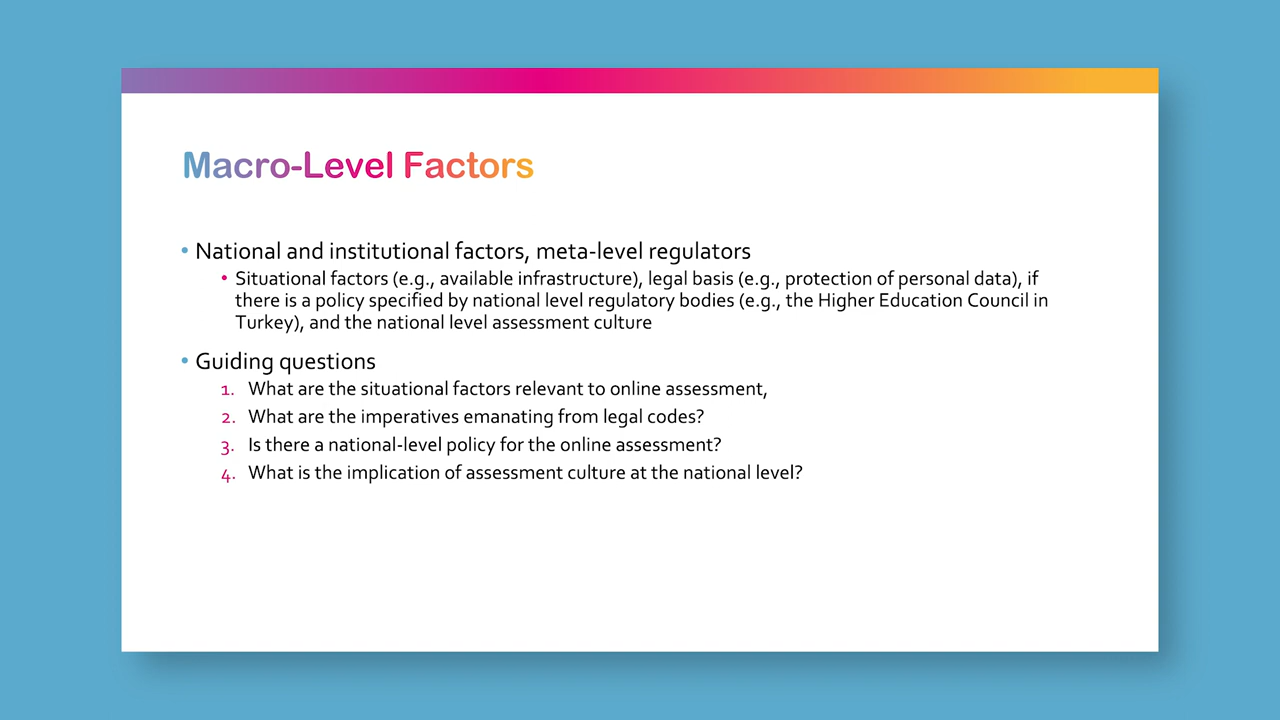 Macro-Level Factors
• National and institutional factors, meta-level regulators
• Situational factors (e.g., available infrastructure), legal basis (e.g., protection of personal data), if
there is a policy specified by national level regulatory bodies (e.g., the Higher Education Council in
Turkey), and the national level assessment culture
• Guiding questions
1. What are the situational factors relevant to online assessment,
2. What are the imperatives emanating from legal codes?
3. Is there a national-level policy for the online assessment?
4. What is the implication of assessment culture at the national level?